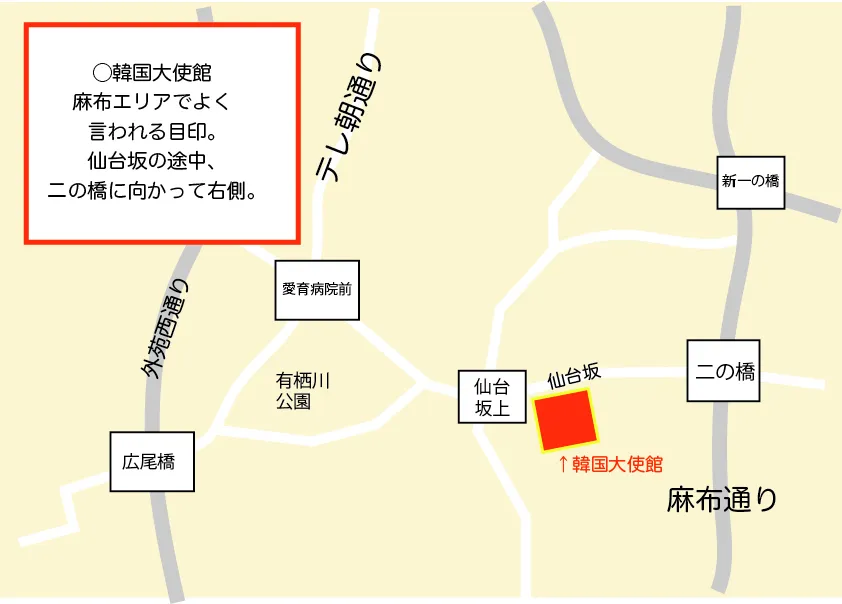 ○韓国大使館
麻布エリアでよく
言われる目印。
仙台坂の途中、
二の橋に向かって右側。
テレ朝通り
新一の橋
愛育病院前
外苑西通り
有栖川
公園
仙台
坂上
仙台坂
二の橋
広尾橋
↑韓国大使館
麻布通り